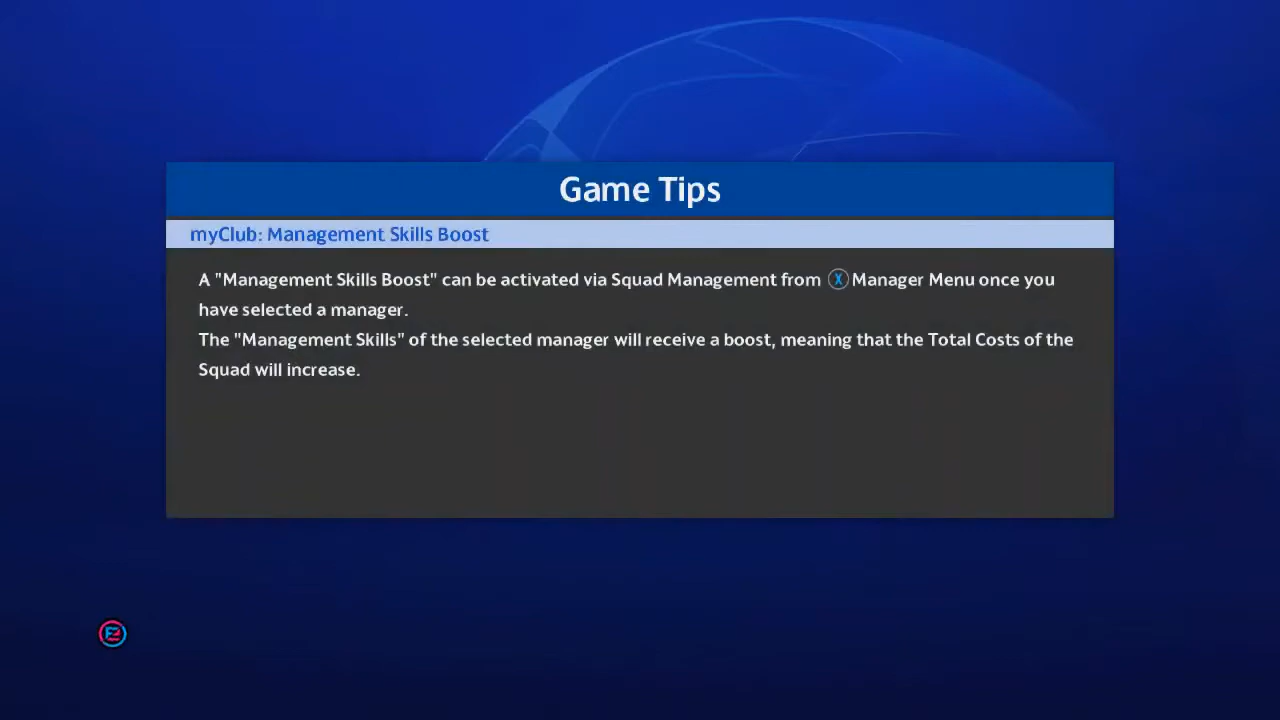 Game Tips
myClub: Management Skills Boost
A "Management Skills Boost" can be activated via Squad Management from X Manager Menu once you
have selected a manager.
The "Management Skills" of the selected manager will receive a boost, meaning that the Total Costs of the
Squad will increase.